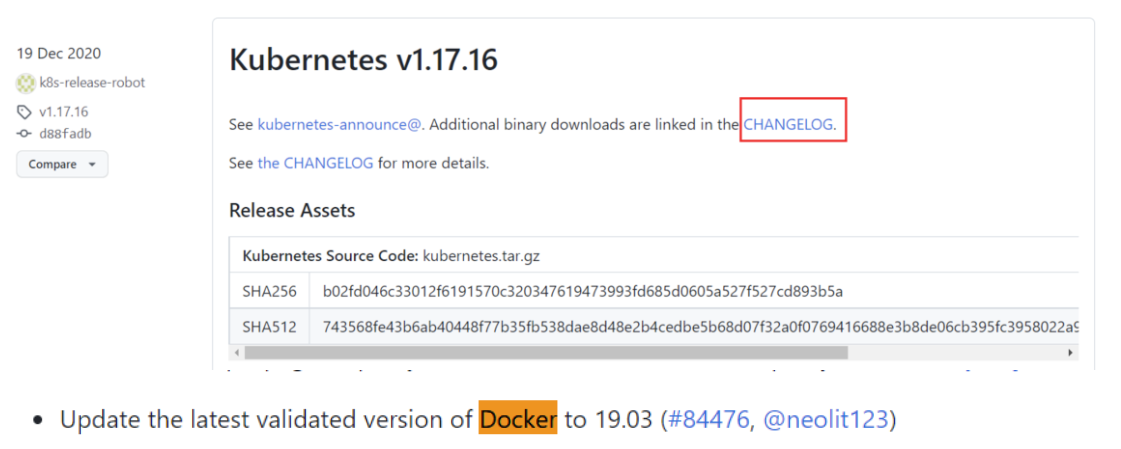 19 Dec 2020
k8s-release-robot
v1.17.16
d88fadb
Compare
Kubernetes v1.17.16
See kubernetes-announce@. Additional binary downloads are linked in the CHANGELOG.
See the CHANGELOG for more details.
Release Assets
Kubernetes Source Code: kubernetes.tar.gz
SHA256 b02fd046c33012f6191570c320347619473993fd685d0605a527f527cd893b5a
SHA512 743568fe43b6ab40448f77b35fb538dae8d48e2b4cedbe5b68d07f32a0f0769416688e3b8de06cb395fc3958022a9
• Update the latest validated version of Docker to 19.03 (#84476, @neolit123)